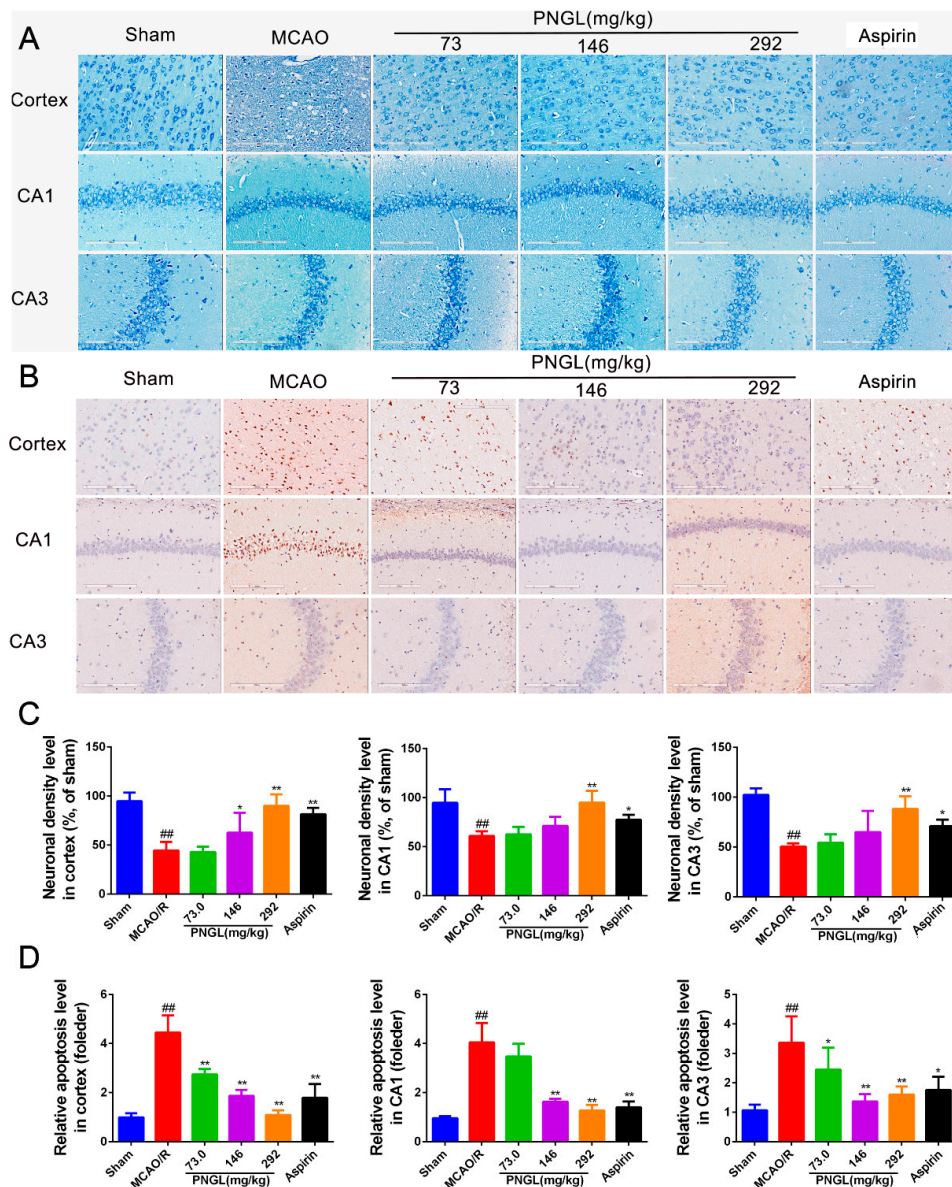 PNGL(mg/kg)
A Sham MCAO 73 146 292 Aspirin
Cortex
CA1
CA3
PNGL(mg/kg)
B Sham MCAO 73 146 292 Aspirin
Cortex
CA1
CA3
C
Neuronal density level
in cortex (%, of sham)
150
100
50
0
##
*
**
**
Sham
MCAO/R
73.0
146
292
Aspirin
PNGL(mg/kg)
Neuronal density level
in CA1 (%, of sham)
150
100
50
0
##
**
*
Sham
MCAO/R
73.0
146
292
Aspirin
PNGL(mg/kg)
Neuronal density level
in CA3 (%, of sham)
150
100
50
0
##
**
*
Sham
MCAO/R
73.0
146
292
Aspirin
PNGL(mg/kg)
D
Relative apoptosis level
in cortex (foleder)
6
4
2
0
##
**
**
**
**
Sham
MCAO/R
73.0
146
292
Aspirin
PNGL(mg/kg)
Relative apoptosis level
in CA1 (foleder)
6
4
2
0
##
**
**
**
Sham
MCAO/R
73.0
146
292
Aspirin
PNGL(mg/kg)
Relative apoptosis level
in CA3 (foleder)
5
4
3
2
1
0
##
*
**
**
*
Sham
MCAO/R
73.0
146
292
Aspirin
PNGL(mg/kg)